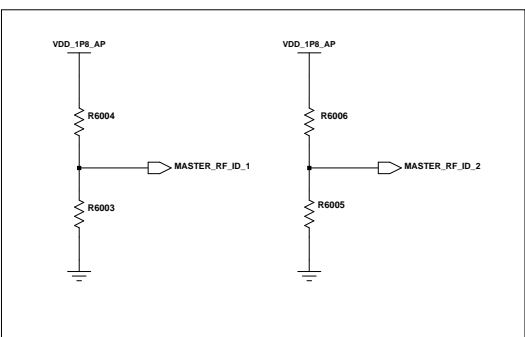 VDD_1P8_AP
VDD_1P8_AP
R6004
R6006
MASTER_RF_ID_1
MASTER_RF_ID_2
R6003
R6005